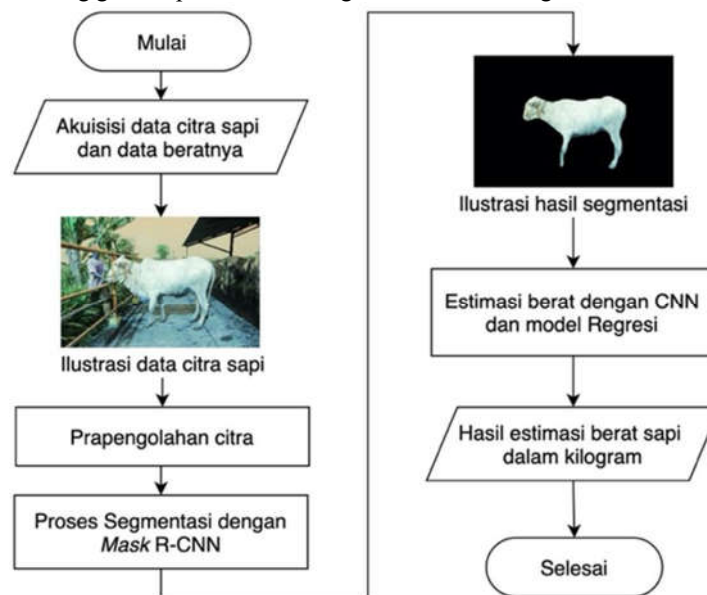 Mulai
Akuisisi data citra sapi
dan data beratnya
Ilustrasi data citra sapi
Prapengolahan citra
Proses Segmentasi dengan
Mask R-CNN
Ilustrasi hasil segmentasi
Estimasi berat dengan CNN
dan model Regresi
Hasil estimasi berat sapi
dalam kilogram
Selesai